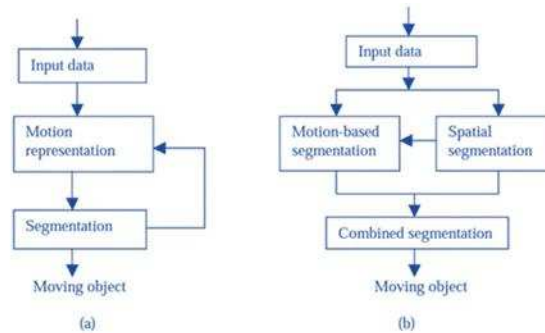 Input data
Motion
representation
Segmentation
Moving object
(a)
Input data
Motion-based
segmentation
Spatial
segmentation
Combined segmentation
Moving object
(b)